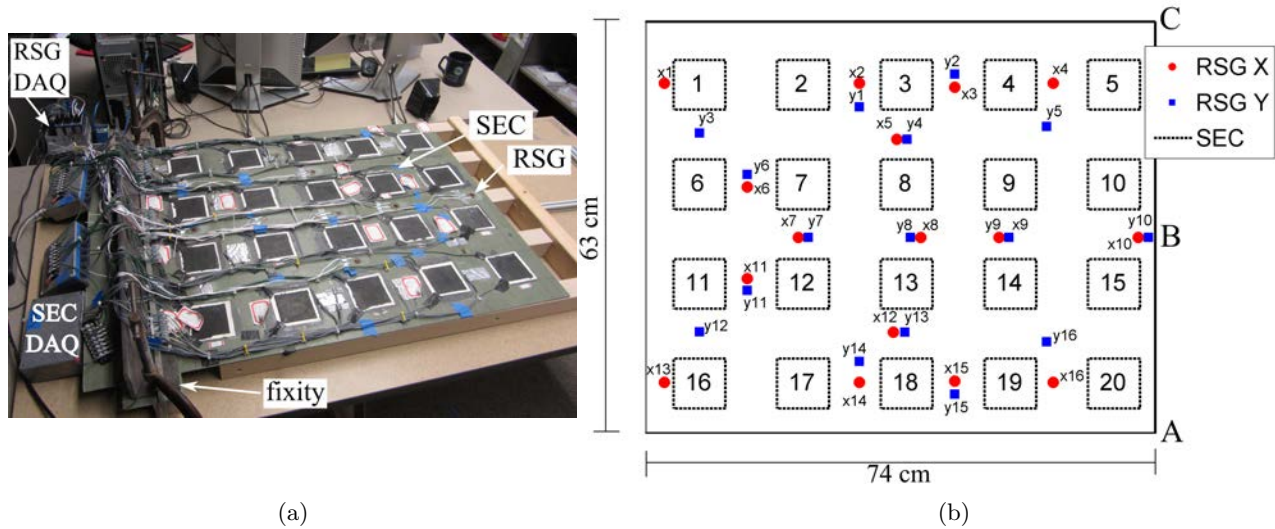 RSG
DAQ
SEC
RSG
SEC
DAQ
fixity
(a)
63 cm
74 cm
C
B
A
RSG X
RSG Y
SEC
x1
1
2
x2
y1
3
y2
x3
4
x4
5
y3
x5
y4
y5
6
y6
x6
7
8
9
10
x7
y7
y8
x8
y9
x9
y10
x10
11
x11
y11
12
13
14
15
y12
x12
y13
y16
x13
16
17
y14
x14
18
x15
y15
19
x16
20
(b)